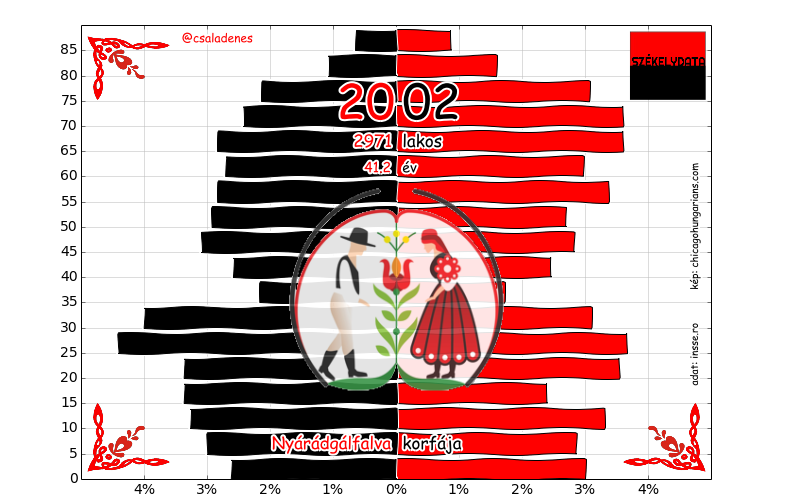 @csaladenes
SZÉKELYDATA
2002
2971 lakos
41,2 év
kép: chicagohungarians.com
adat: insse.ro
Nyárádgálfalva korfája
85
80
75
70
65
60
55
50
45
40
35
30
25
20
15
10
5
0
4% 3% 2% 1% 0% 1% 2% 3% 4%